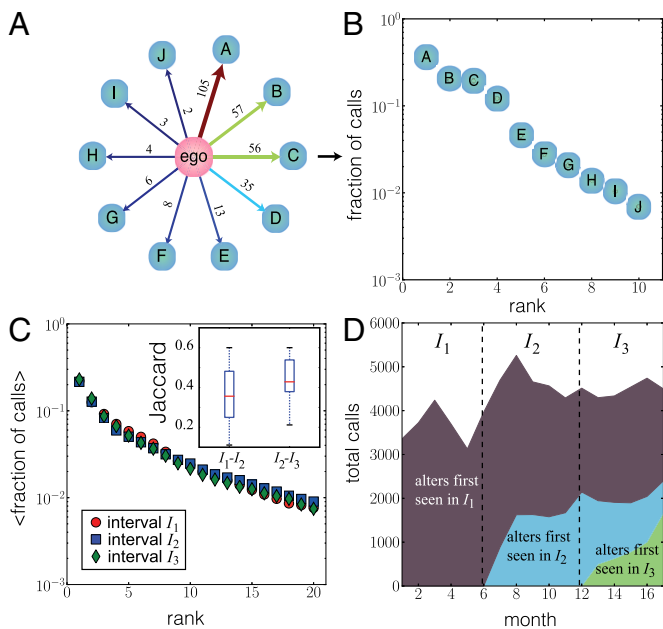 A
J
A
I
B
H
ego
C
G
D
F
E
2
105
3
57
4
56
6
35
8
13
B
fraction of calls
10^0
10^-1
10^-2
10^-3
A
B
C
D
E
F
G
H
I
J
0 2 4 6 8 10
rank
C
<fraction of calls>
10^0
10^-1
10^-2
10^-3
Jaccard
0.6
0.4
0.2
I1-I2 I2-I3
interval I1
interval I2
interval I3
0 5 10 15 20
rank
D
total calls
6000
5000
4000
3000
2000
1000
0
I1 I2 I3
alters first
seen in I1
alters first
seen in I2
alters first
seen in I3
2 4 6 8 10 12 14 16
month